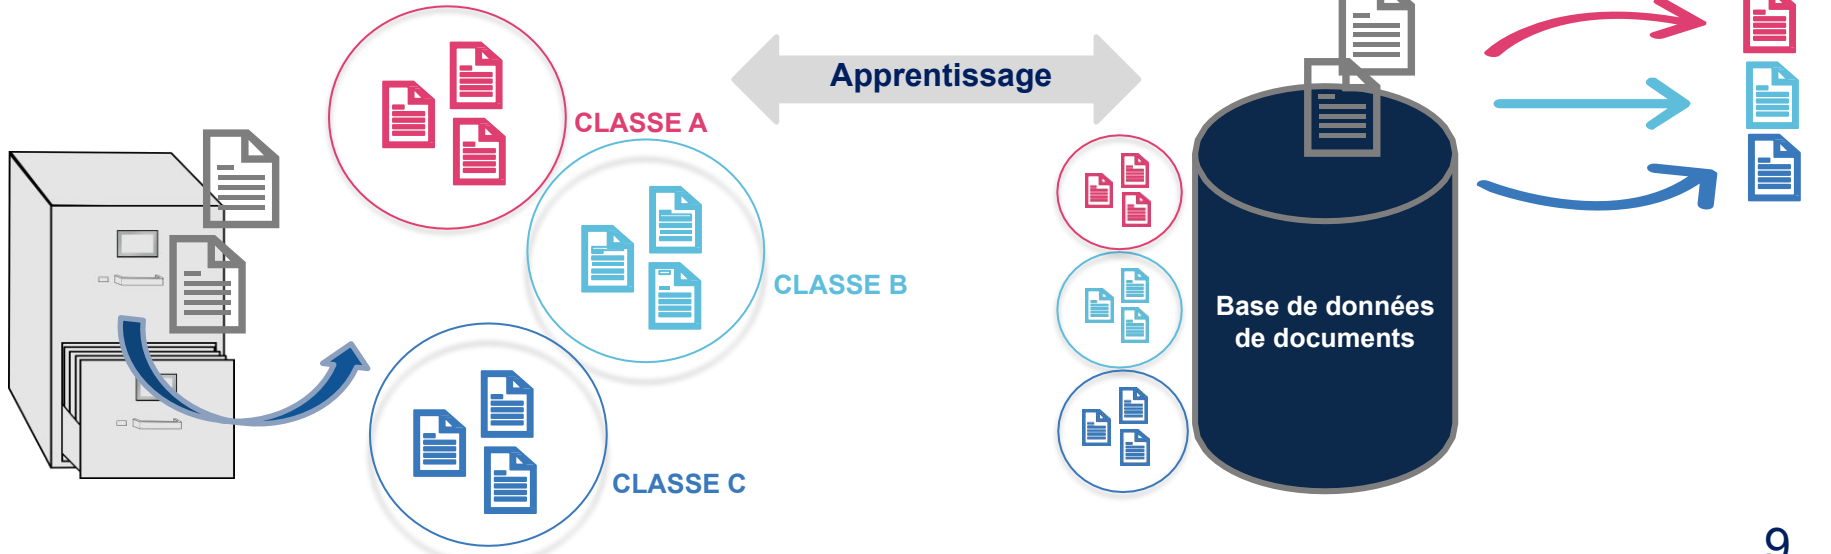 Apprentissage
CLASSE A
CLASSE B
CLASSE C
Base de données
de documents
9